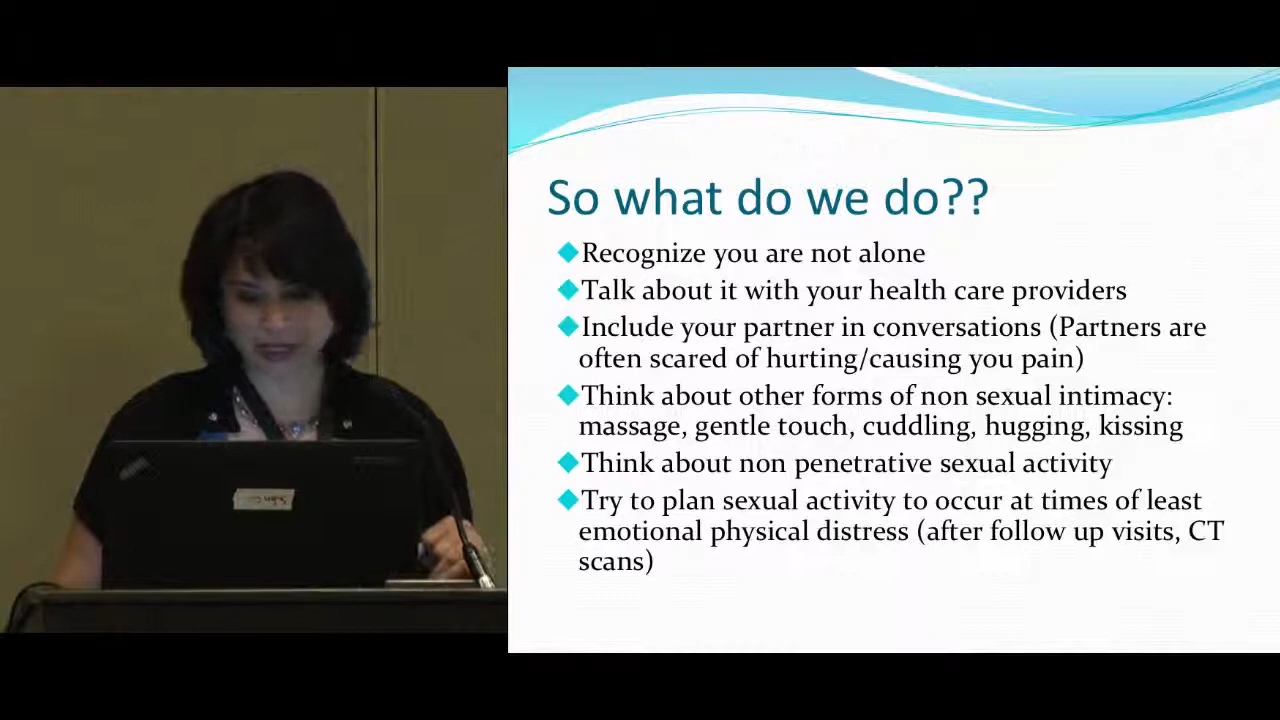 So what do we do??
Recognize you are not alone
Talk about it with your health care providers
Include your partner in conversations (Partners are
often scared of hurting/causing you pain)
Think about other forms of non sexual intimacy:
massage, gentle touch, cuddling, hugging, kissing
Think about non penetrative sexual activity
Try to plan sexual activity to occur at times of least
emotional physical distress (after follow up visits, CT
scans)